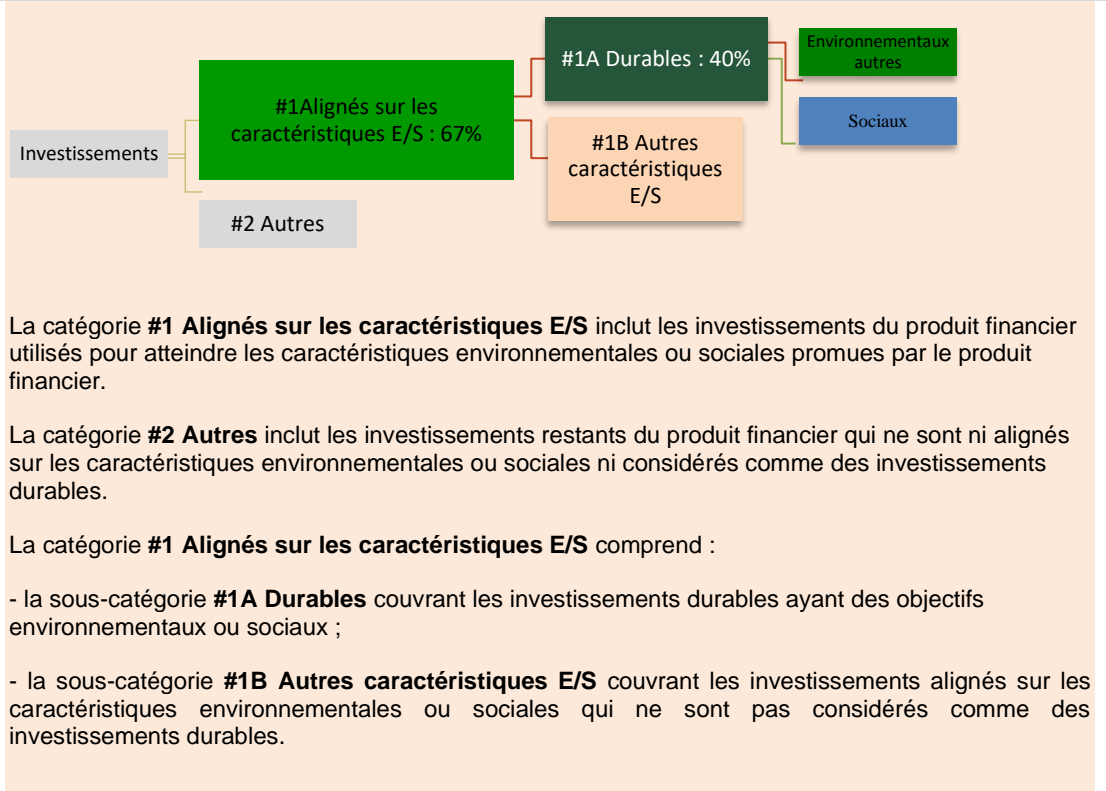 Investissements
#1Alignés sur les
caractéristiques E/S : 67%
#2 Autres
#1A Durables : 40%
#1B Autres
caractéristiques
E/S
Environnementaux
autres
Sociaux
La catégorie #1 Alignés sur les caractéristiques E/S inclut les investissements du produit financier
utilisés pour atteindre les caractéristiques environnementales ou sociales promues par le produit
financier.
La catégorie #2 Autres inclut les investissements restants du produit financier qui ne sont ni alignés
sur les caractéristiques environnementales ou sociales ni considérés comme des investissements
durables.
La catégorie #1 Alignés sur les caractéristiques E/S comprend :
- la sous-catégorie #1A Durables couvrant les investissements durables ayant des objectifs
environnementaux ou sociaux ;
- la sous-catégorie #1B Autres caractéristiques E/S couvrant les investissements alignés sur les
caractéristiques environnementales ou sociales qui ne sont pas considérés comme des
investissements durables.